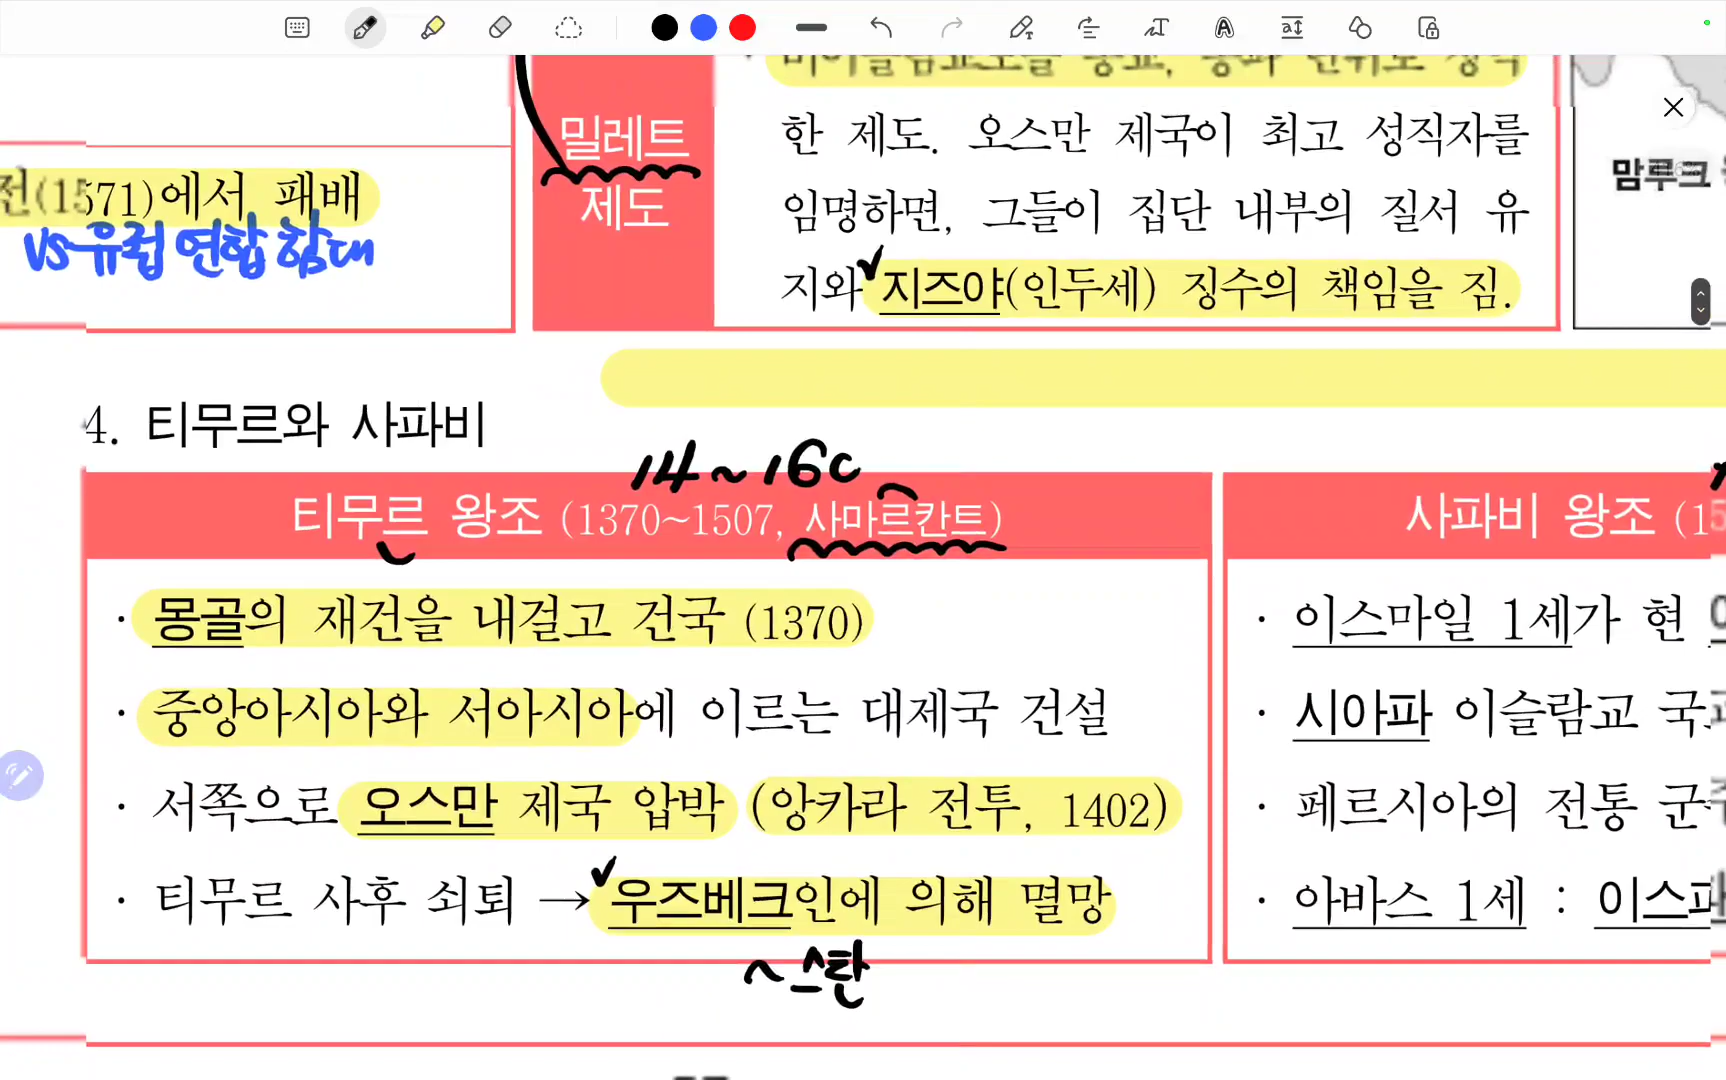 전(1571)에서 패배
vs 유럽 연합 함대
밀레트
제도
한 제도. 오스만 제국이 최고 성직자를
임명하면, 그들이 집단 내부의 질서 유
지와 지즈야(인두세) 징수의 책임을 짐.
맘루크
4. 티무르와 사파비
14~16C
티무르 왕조 (1370~1507, 사마르칸트)
· 몽골의 재건을 내걸고 건국 (1370)
· 중앙아시아와 서아시아에 이르는 대제국 건설
· 서쪽으로 오스만 제국 압박 (앙카라 전투, 1402)
· 티무르 사후 쇠퇴 → 우즈베크인에 의해 멸망
~스탄
사파비 왕조
· 이스마일 1세가 현
· 시아파 이슬람교
· 페르시아의 전통
· 아바스 1세 :